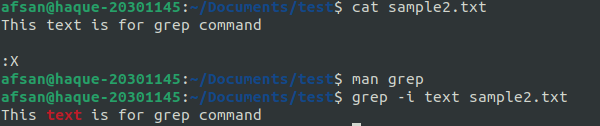 afsan@haque-20301145:~/Documents/test$ cat sample2.txt
This text is for grep command
:X
afsan@haque-20301145:~/Documents/test$ man grep
afsan@haque-20301145:~/Documents/test$ grep -i text sample2.txt
This text is for grep command